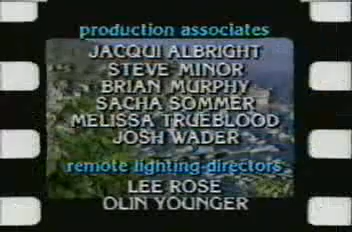 production associates
JACQUI ALBRIGHT
STEVE MINOR
BRIAN MURPHY
SACHA SOMMER
MELISSA TRUEBLOOD
JOSH WADER
remote lighting directors
LEE ROSE
OLIN YOUNGER